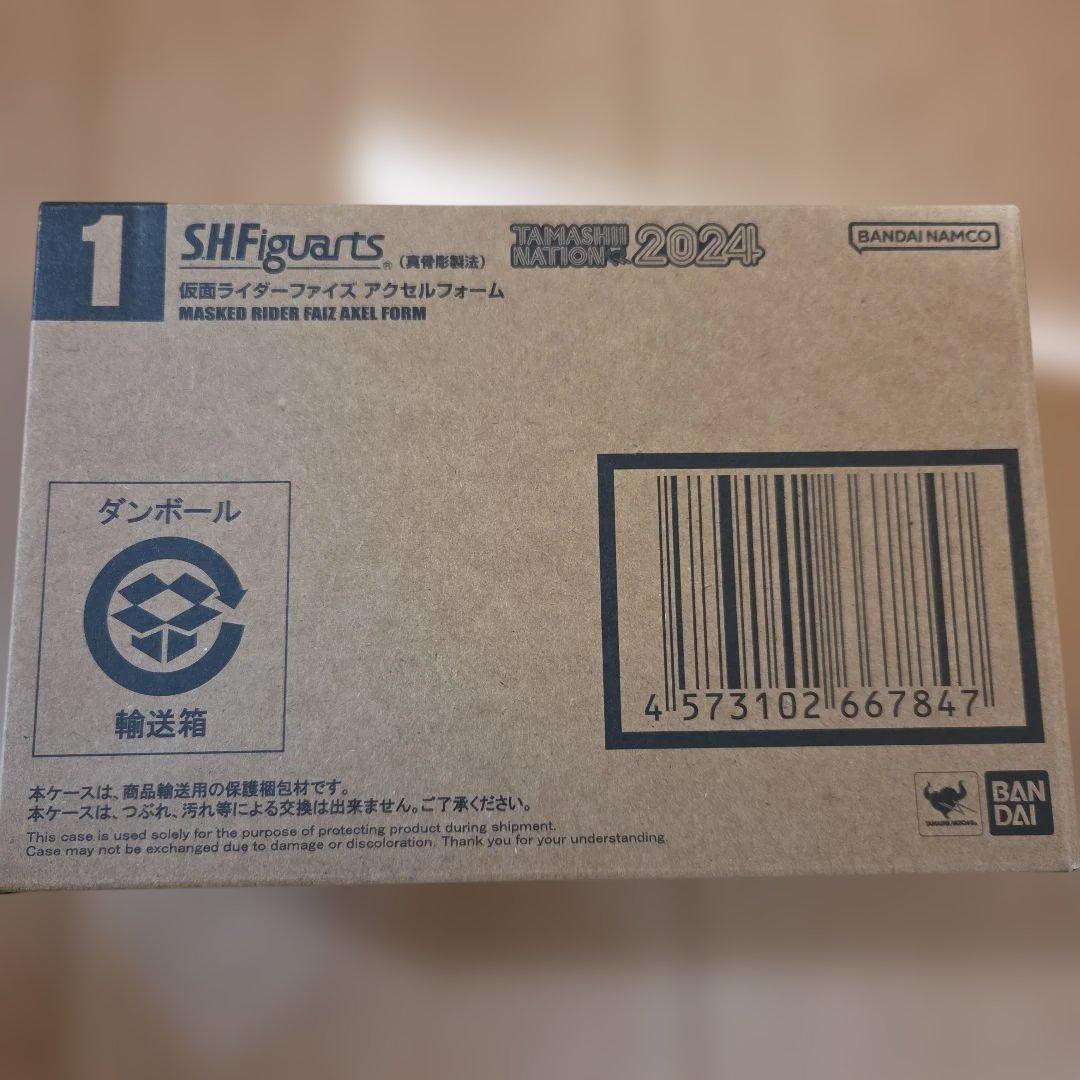 1
S.H.Figuarts®（真骨彫製法）
TAMASHII NATION 2024
BANDAI NAMCO
仮面ライダーファイズ アクセルフォーム
MASKED RIDER FAIZ AXEL FORM
ダンボール
輸送箱
4 573102 667847
本ケースは、商品輸送用の保護梱包材です。
本ケースは、つぶれ、汚れ等による交換は出来ません。ご了承ください。
This case is used solely for the purpose of protecting product during shipment.
Case may not be exchanged due to damage or discoloration. Thank you for your understanding.
TAMASHII NATIONS
BAN
DAI